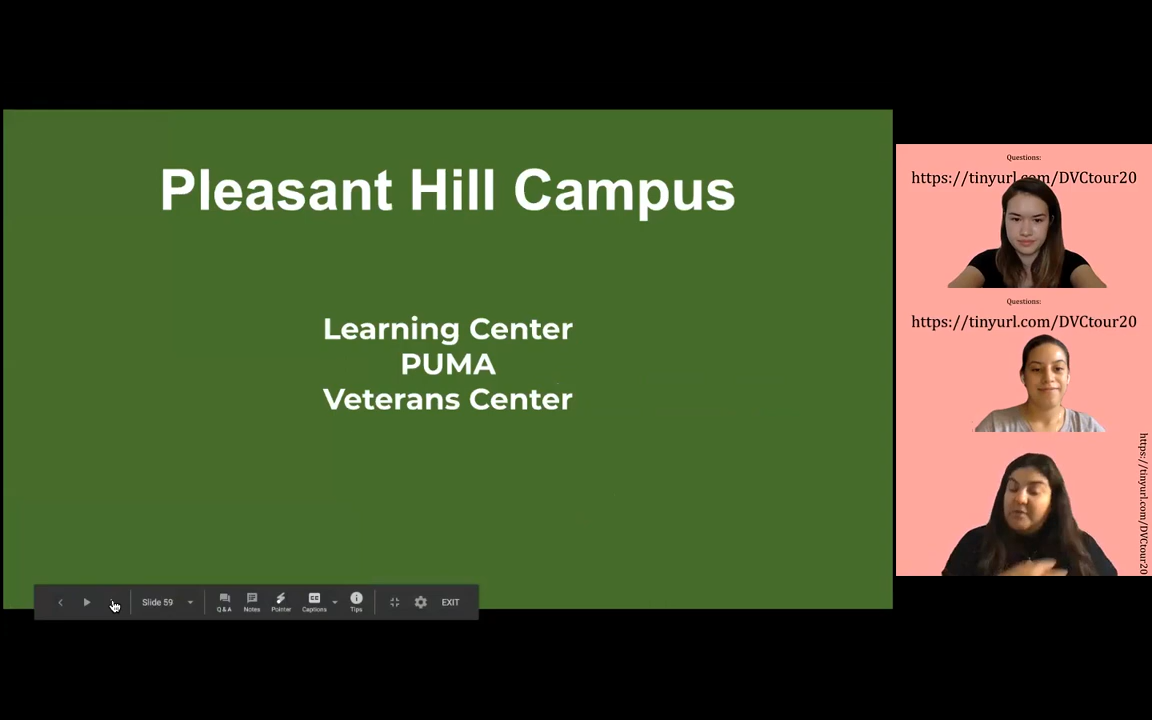 Pleasant Hill Campus
Learning Center
PUMA
Veterans Center
Slide 59
Q&A
Notes
Pointer
Captions
Tips
EXIT
Questions:
https://tinyurl.com/DVCtour20
Questions:
https://tinyurl.com/DVCtour20
https://tinyurl.com/DVCtour20